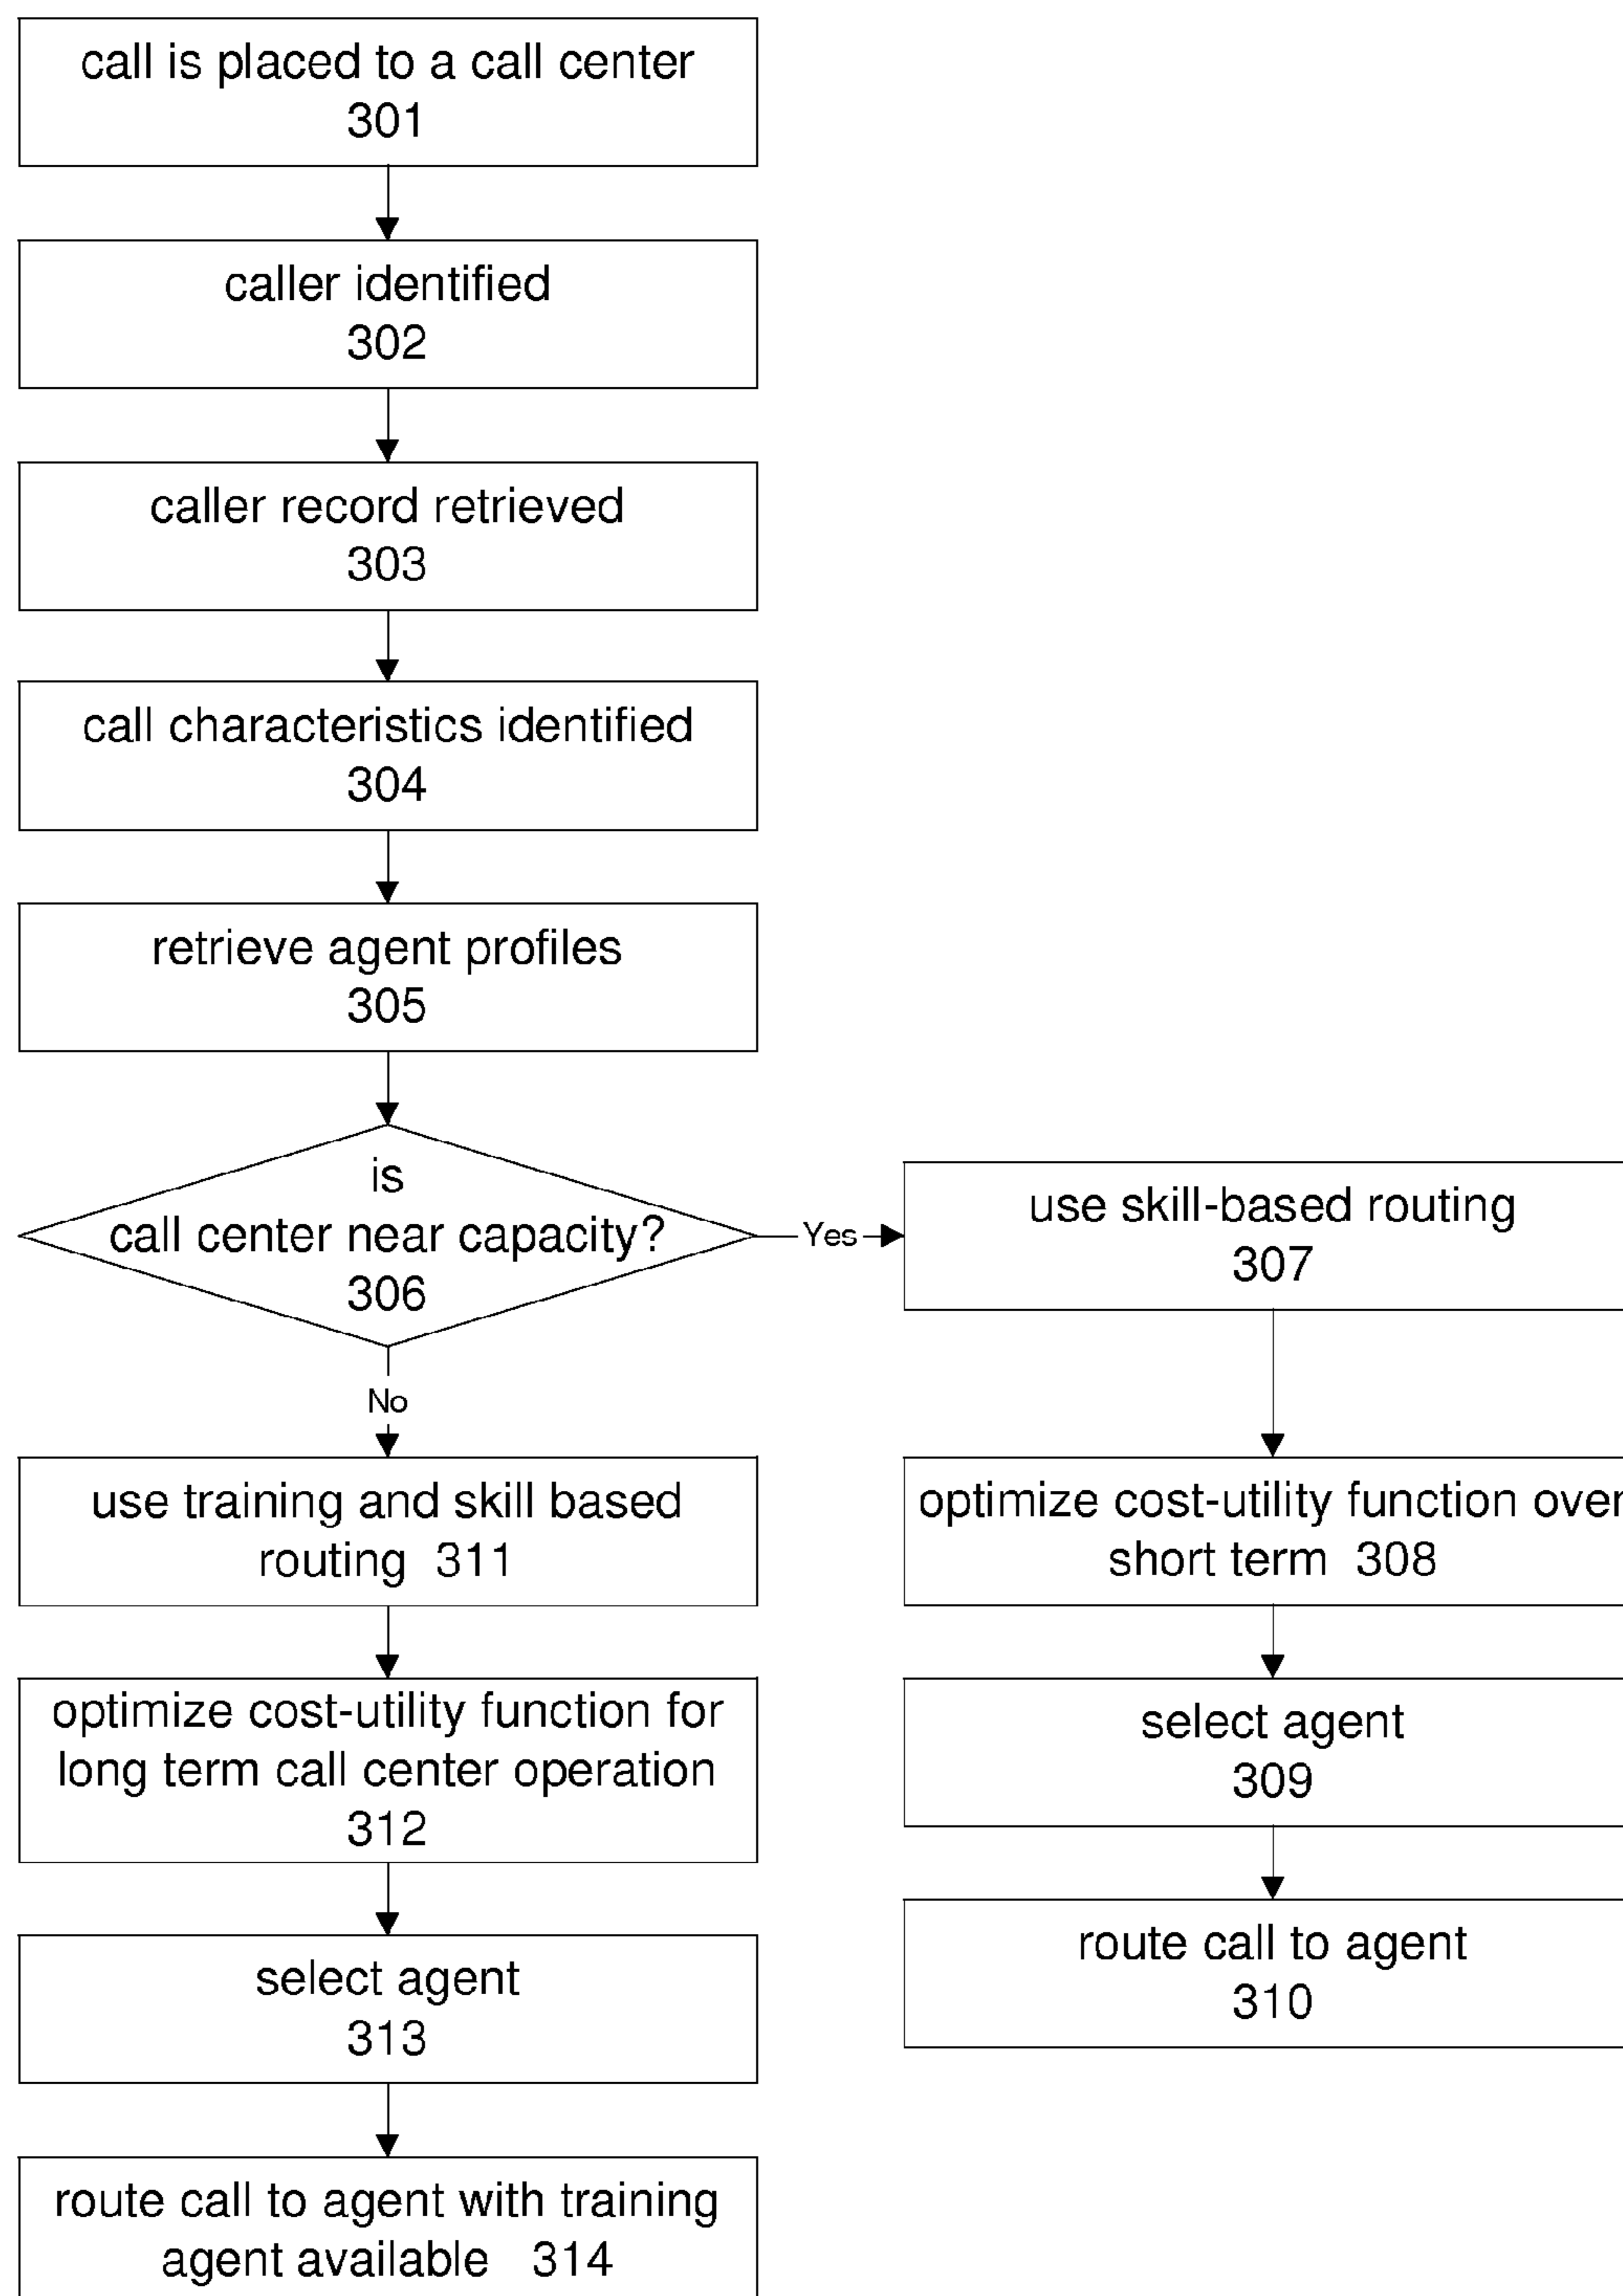 call is placed to a call center
301
caller identified
302
caller record retrieved
303
call characteristics identified
304
retrieve agent profiles
305
is
call center near capacity?
306
Yes
use skill-based routing
307
No
use training and skill based
routing 311
optimize cost-utility function over
short term 308
optimize cost-utility function for
long term call center operation
312
select agent
309
select agent
313
route call to agent
310
route call to agent with training
agent available 314